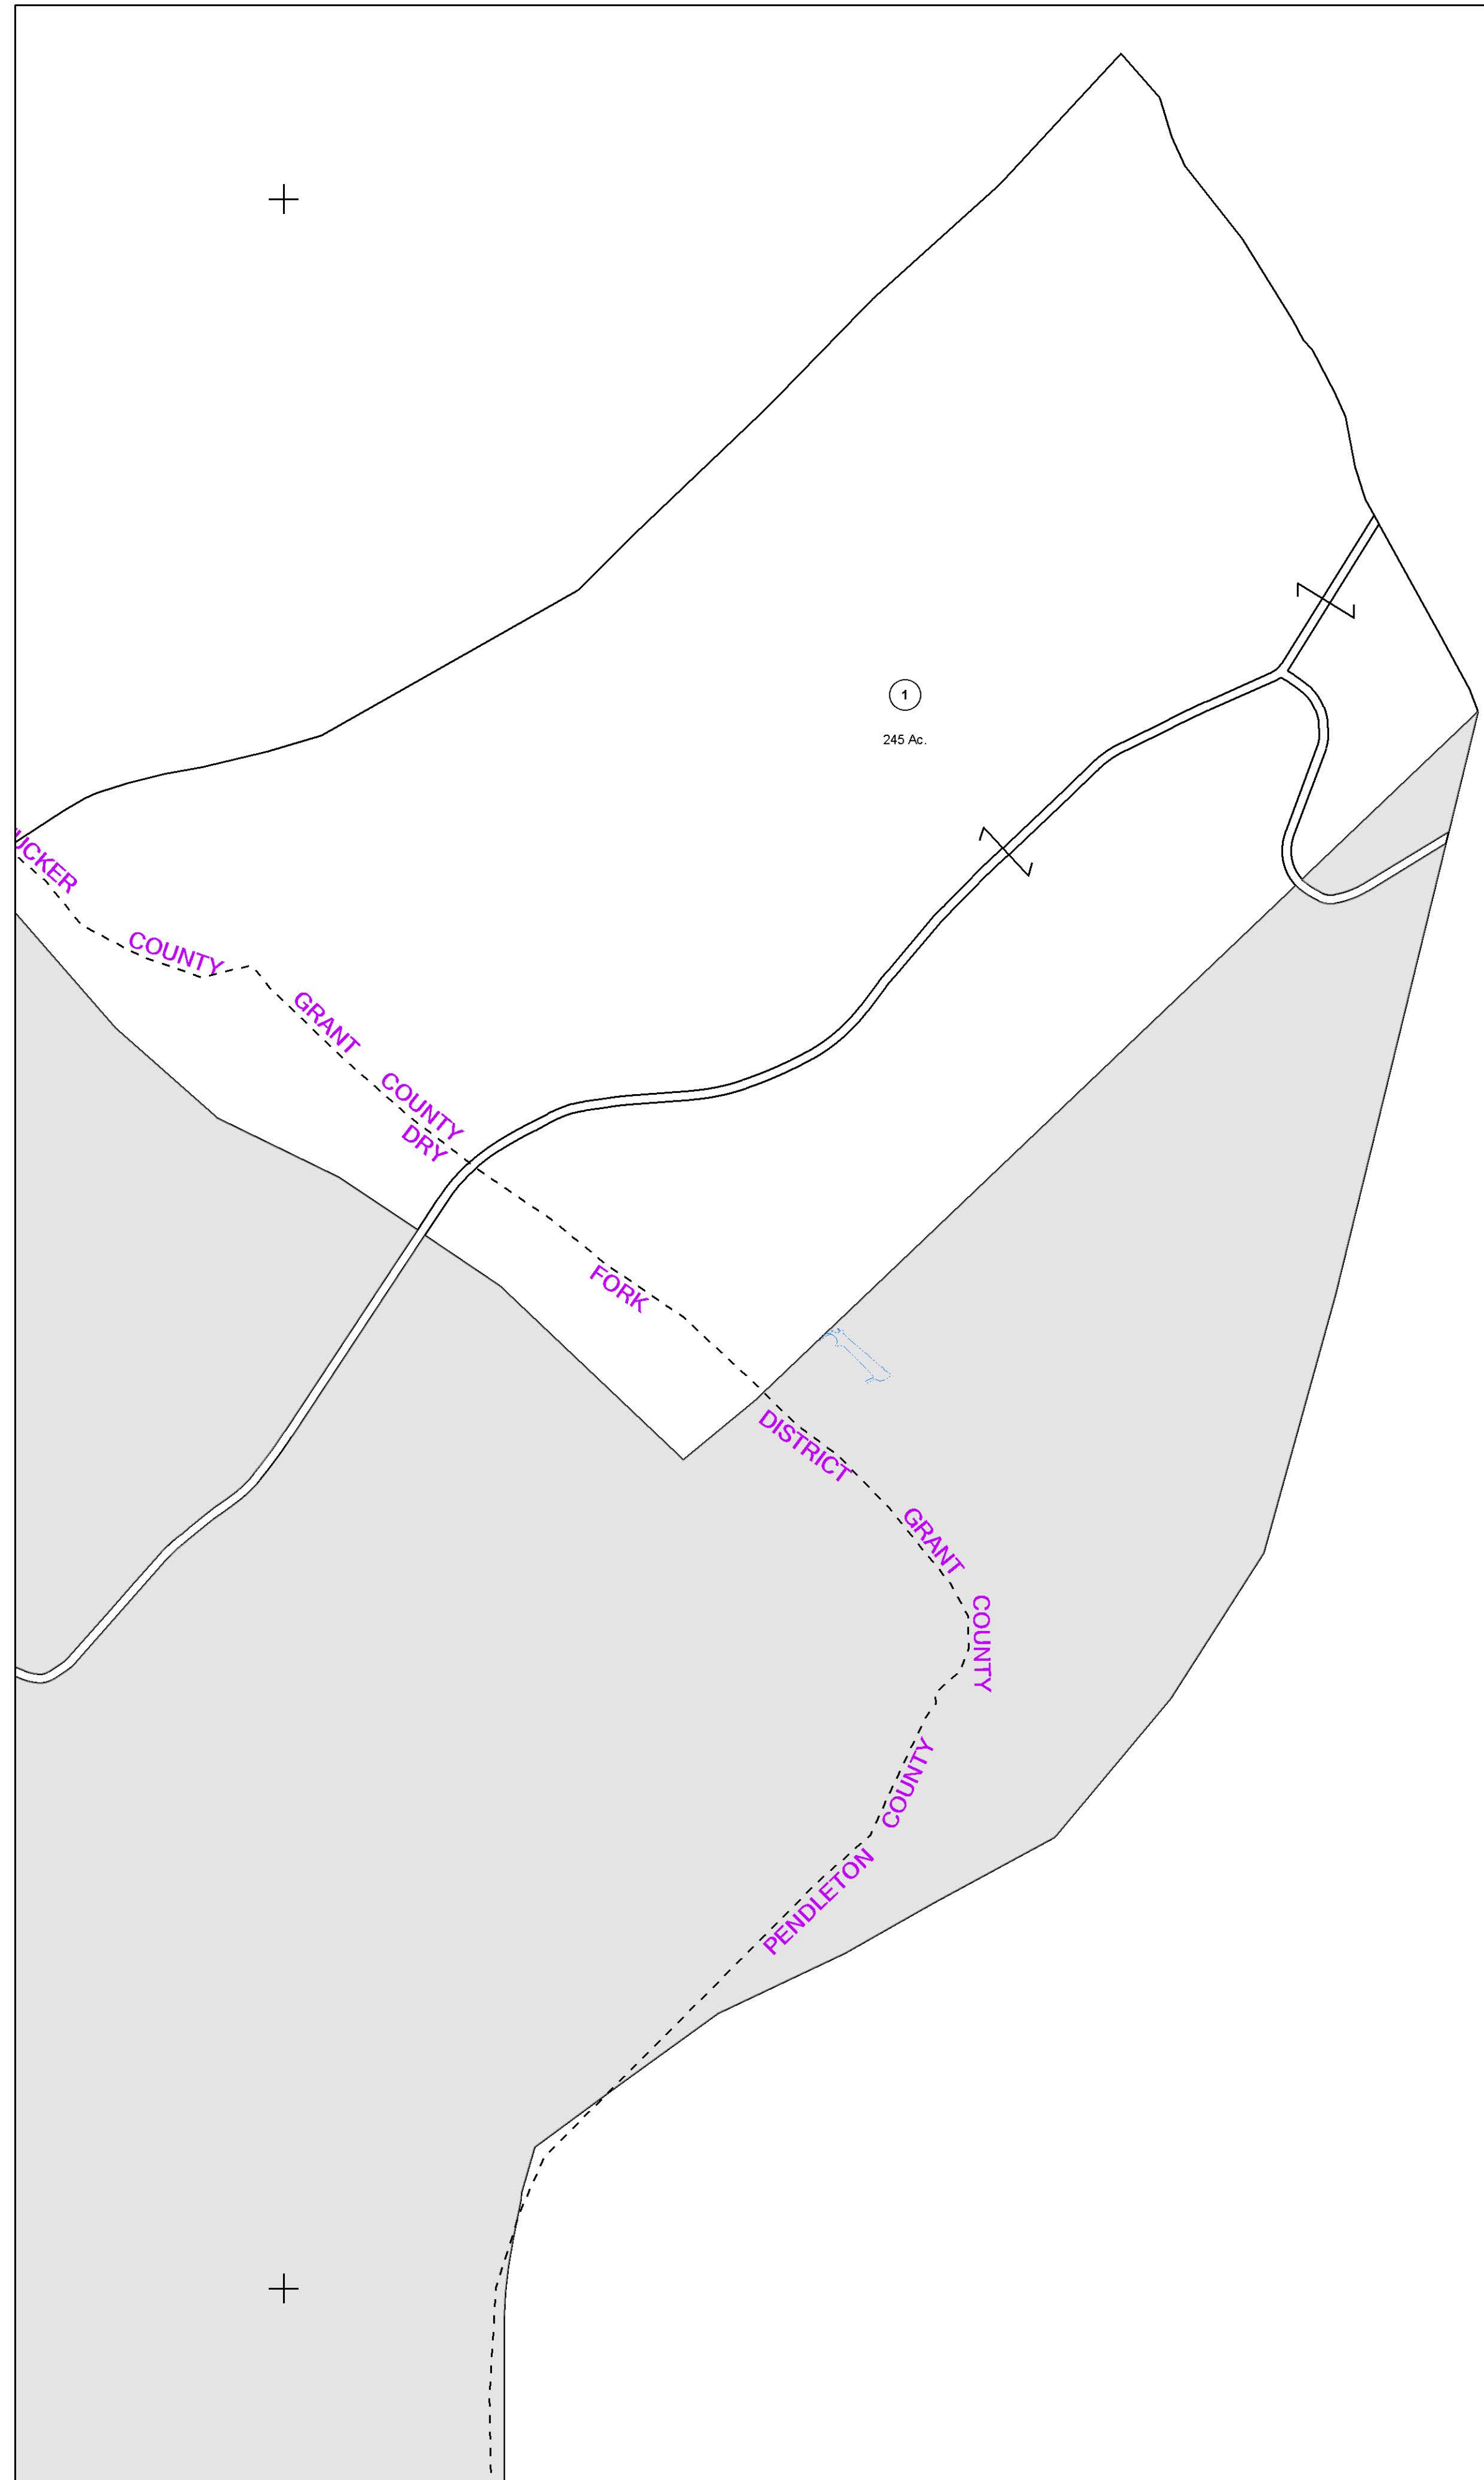 1
245 Ac.
UCKER
COUNTY
GRANT
COUNTY
DRY
FORK
DISTRICT
GRANT
COUNTY
COUNTY
PENDLETON